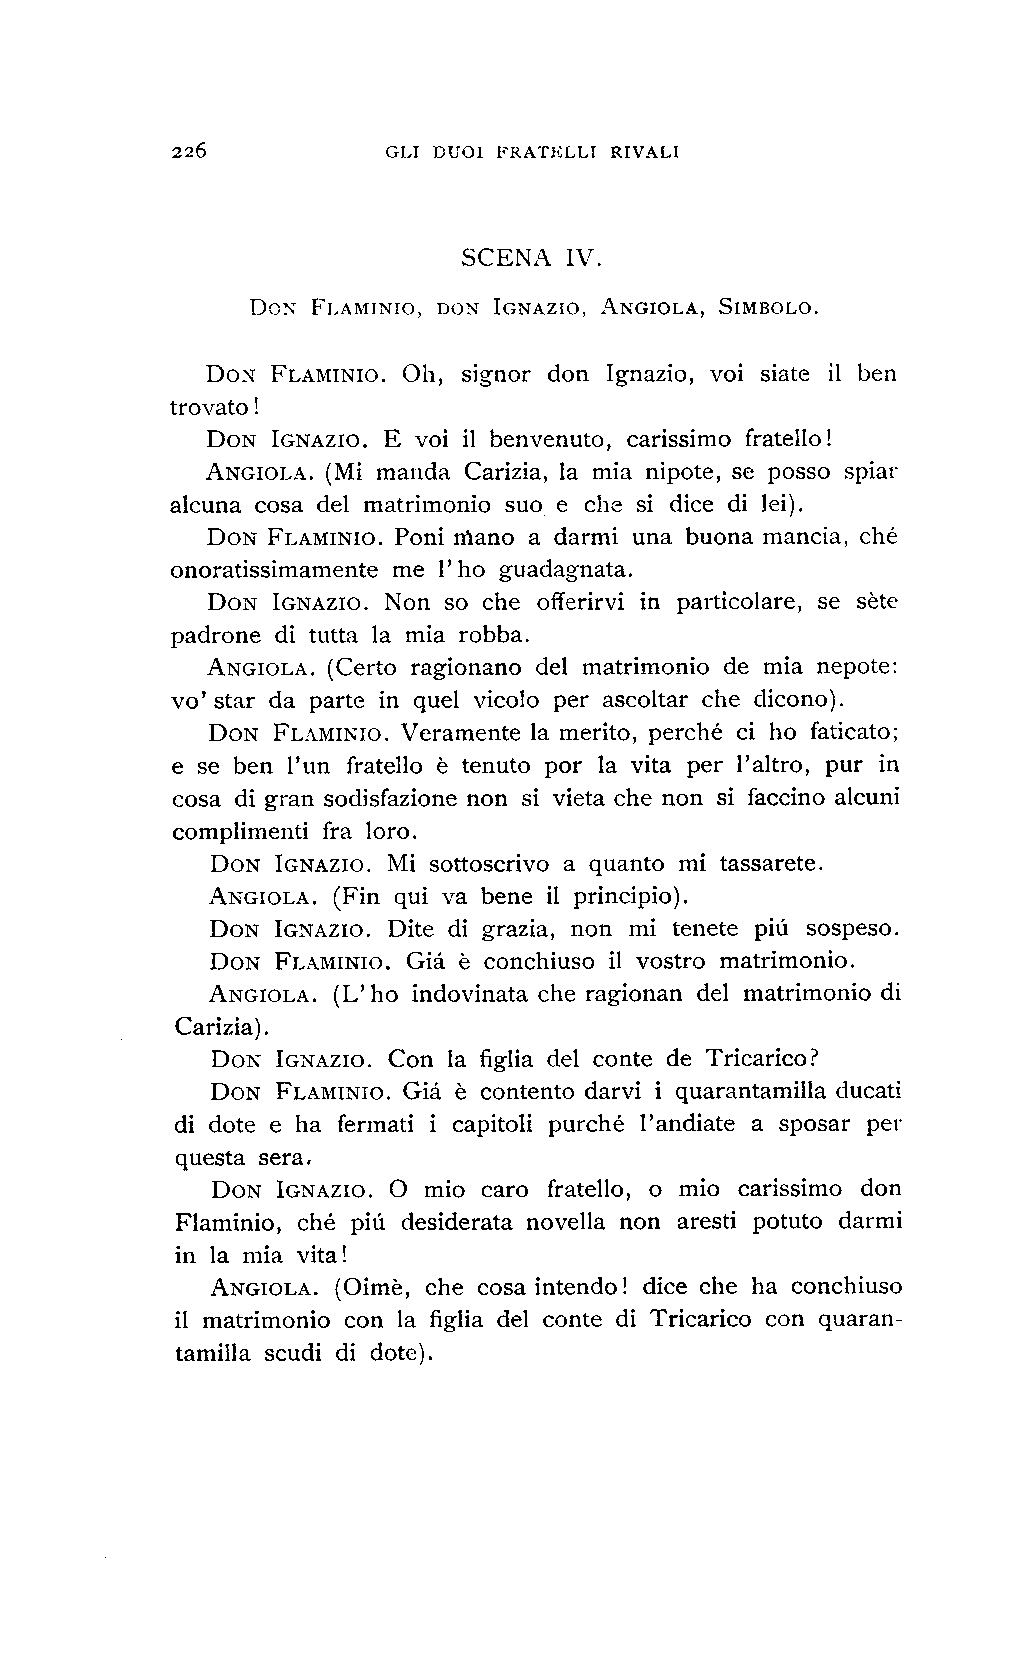 226 GLI DUOI FRATELLI RIVALI
SCENA IV.
DON FLAMINIO, DON IGNAZIO, ANGIOLA, SIMBOLO.
DON FLAMINIO. Oh, signor don Ignazio, voi siate il ben
trovato!
DON IGNAZIO. E voi il benvenuto, carissimo fratello!
ANGIOLA. (Mi manda Carizia, la mia nipote, se posso spiar
alcuna cosa del matrimonio suo e che si dice di lei).
DON FLAMINIO. Poni mano a darmi una buona mancia, ché
onoratissimamente me l'ho guadagnata.
DON IGNAZIO. Non so che offerirvi in particolare, se sète
padrone di tutta la mia robba.
ANGIOLA. (Certo ragionano del matrimonio de mia nepote:
vo' star da parte in quel vicolo per ascoltar che dicono).
DON FLAMINIO. Veramente la merito, perché ci ho faticato;
e se ben l'un fratello è tenuto por la vita per l'altro, pur in
cosa di gran sodisfazione non si vieta che non si faccino alcuni
complimenti fra loro.
DON IGNAZIO. Mi sottoscrivo a quanto mi tassarete.
ANGIOLA. (Fin qui va bene il principio).
DON IGNAZIO. Dite di grazia, non mi tenete piú sospeso.
DON FLAMINIO. Giá è conchiuso il vostro matrimonio.
ANGIOLA. (L'ho indovinata che ragionan del matrimonio di
Carizia).
DON IGNAZIO. Con la figlia del conte de Tricarico?
DON FLAMINIO. Giá è contento darvi i quarantamilla ducati
di dote e ha fermati i capitoli purché l'andiate a sposar per
questa sera.
DON IGNAZIO. O mio caro fratello, o mio carissimo don
Flaminio, ché piú desiderata novella non aresti potuto darmi
in la mia vita!
ANGIOLA. (Oimè, che cosa intendo! dice che ha conchiuso
il matrimonio con la figlia del conte di Tricarico con quaran-
tamilla scudi di dote).